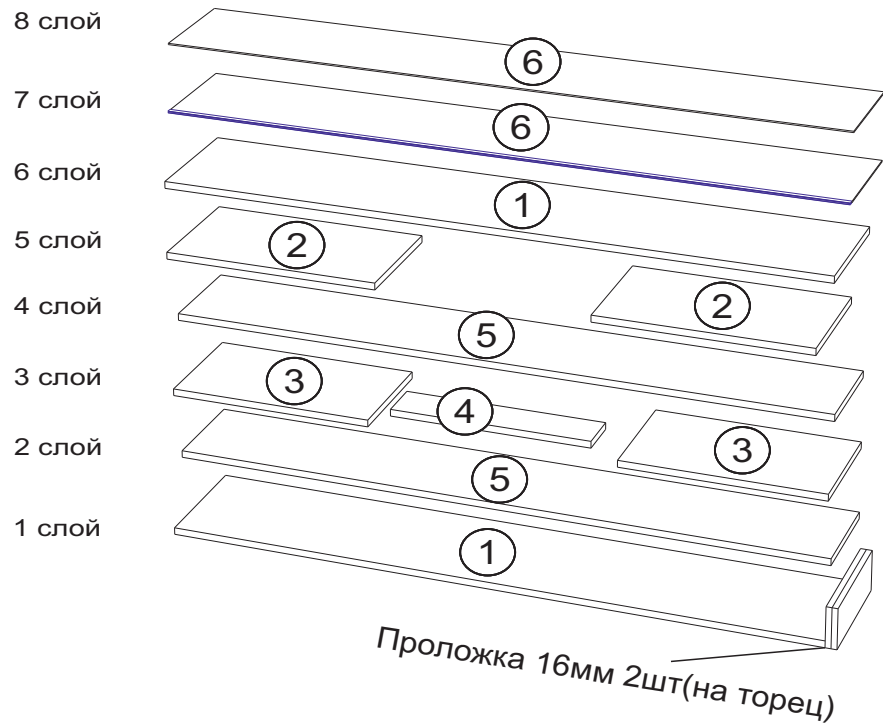 8 слой
6
7 слой
6
6 слой
1
5 слой
2
2
4 слой
5
3 слой
3
4
3
2 слой
5
1 слой
1
Проложка 16мм 2шт(на торец)